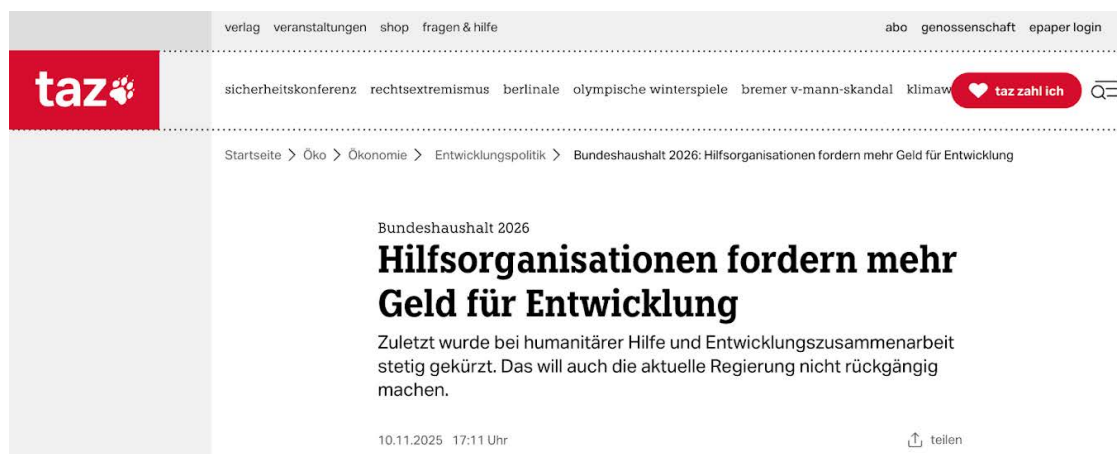 verlag veranstaltungen shop fragen & hilfe
abo genossenschaft epaper login
taz
sicherheitskonferenz rechtsextremismus berlinale olympische winterspiele bremer v-mann-skandal klimaw
taz zahl ich
Startseite > Öko > Ökonomie > Entwicklungspolitik > Bundeshaushalt 2026: Hilfsorganisationen fordern mehr Geld für Entwicklung
Bundeshaushalt 2026
Hilfsorganisationen fordern mehr
Geld für Entwicklung
Zuletzt wurde bei humanitärer Hilfe und Entwicklungszusammenarbeit
stetig gekürzt. Das will auch die aktuelle Regierung nicht rückgängig
machen.
10.11.2025 17:11 Uhr
teilen